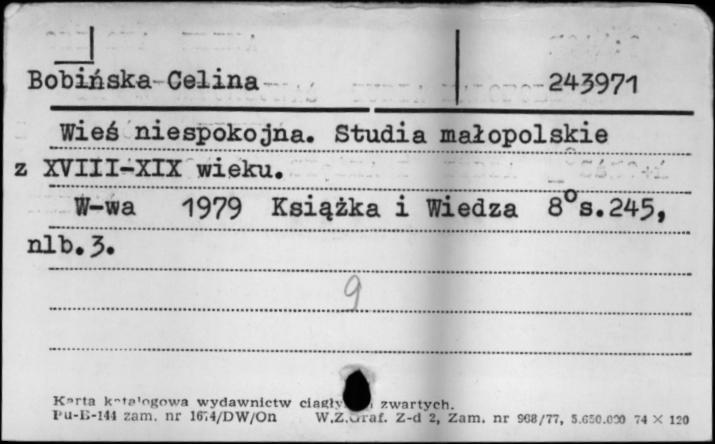 Bobińska Celina 243971
Wieś niespokojna. Studia małopolskie
z XVIII-XIX wieku.
W-wa 1979 Książka i Wiedza 8° s.245,
nlb.3.
9
Karta katalogowa wydawnictw zwartych.
Pu-B-144 zam. nr 1674/DW/On W.Z.Graf. Z-d 2, Zam. nr 968/77, 5.650.000 74 × 120